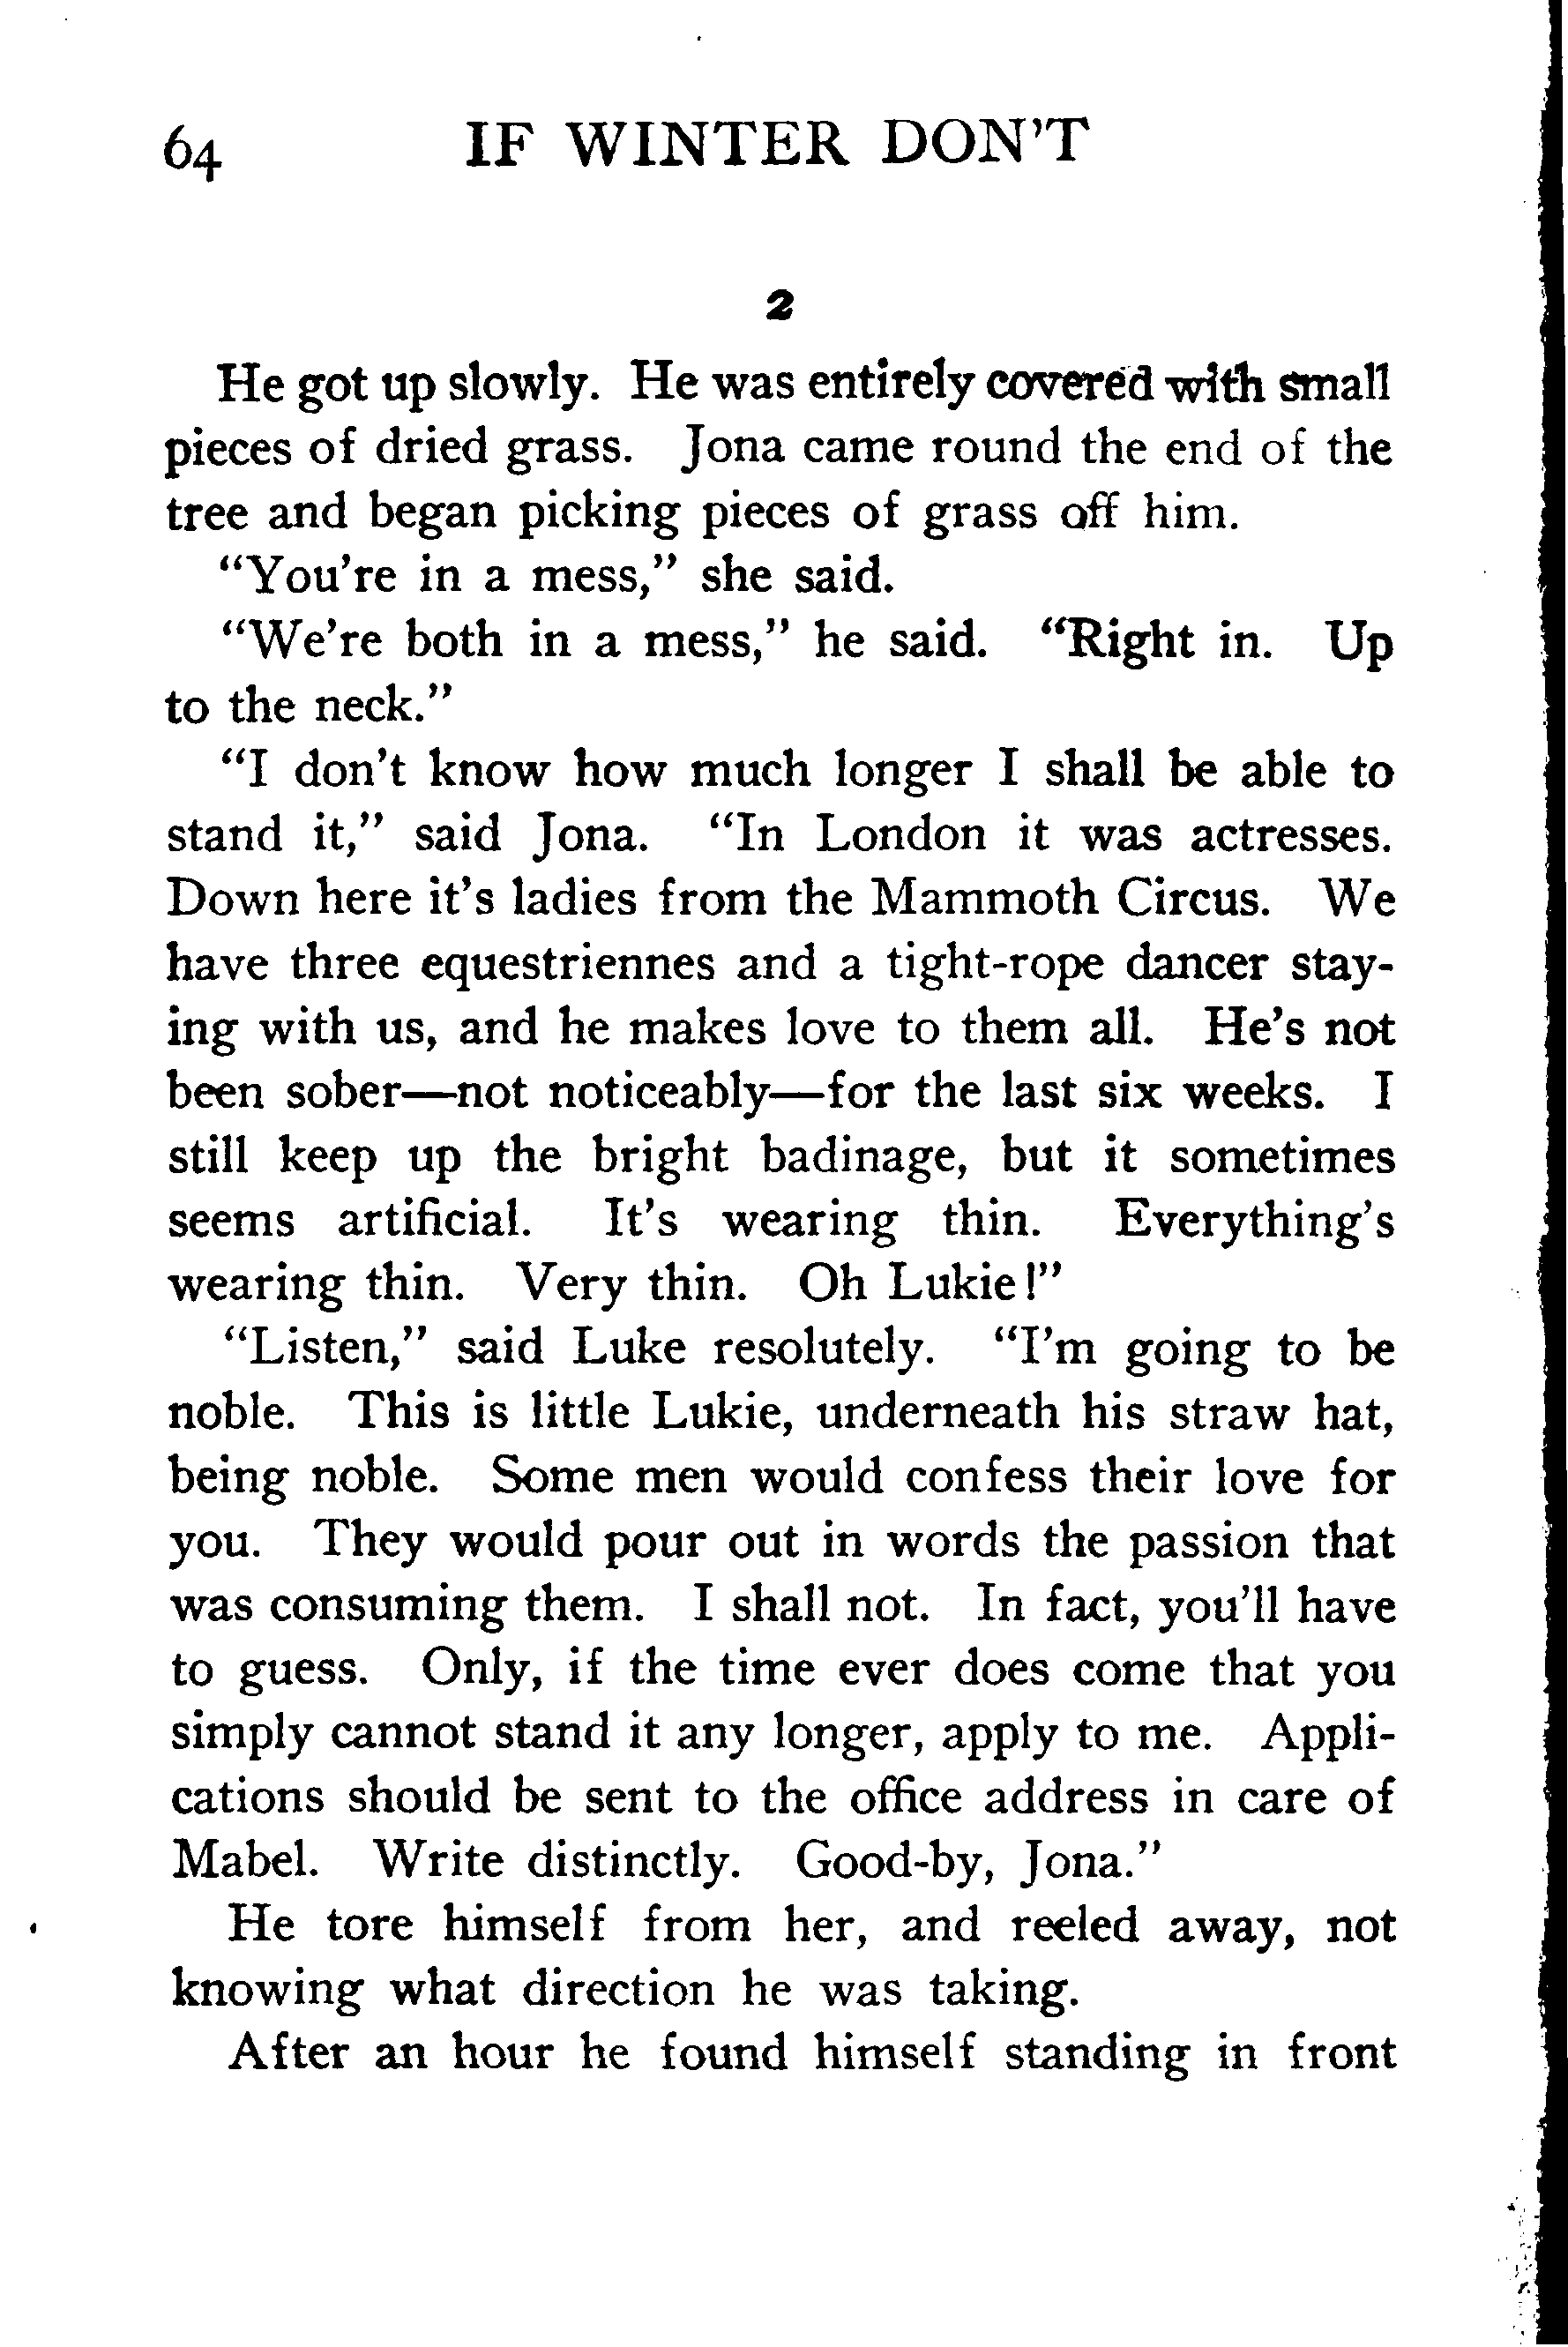 64 IF WINTER DON'T
2
He got up slowly. He was entirely covered with small
pieces of dried grass. Jona came round the end of the
tree and began picking pieces of grass off him.
"You're in a mess," she said.
"We're both in a mess," he said. "Right in. Up
to the neck."
"I don't know how much longer I shall be able to
stand it," said Jona. "In London it was actresses.
Down here it's ladies from the Mammoth Circus. We
have three equestriennes and a tight-rope dancer stay-
ing with us, and he makes love to them all. He's not
been sober—not noticeably—for the last six weeks. I
still keep up the bright badinage, but it sometimes
seems artificial. It's wearing thin. Everything's
wearing thin. Very thin. Oh Lukie!"
"Listen," said Luke resolutely. "I'm going to be
noble. This is little Lukie, underneath his straw hat,
being noble. Some men would confess their love for
you. They would pour out in words the passion that
was consuming them. I shall not. In fact, you'll have
to guess. Only, if the time ever does come that you
simply cannot stand it any longer, apply to me. Appli-
cations should be sent to the office address in care of
Mabel. Write distinctly. Good-by, Jona."
He tore himself from her, and reeled away, not
knowing what direction he was taking.
After an hour he found himself standing in front